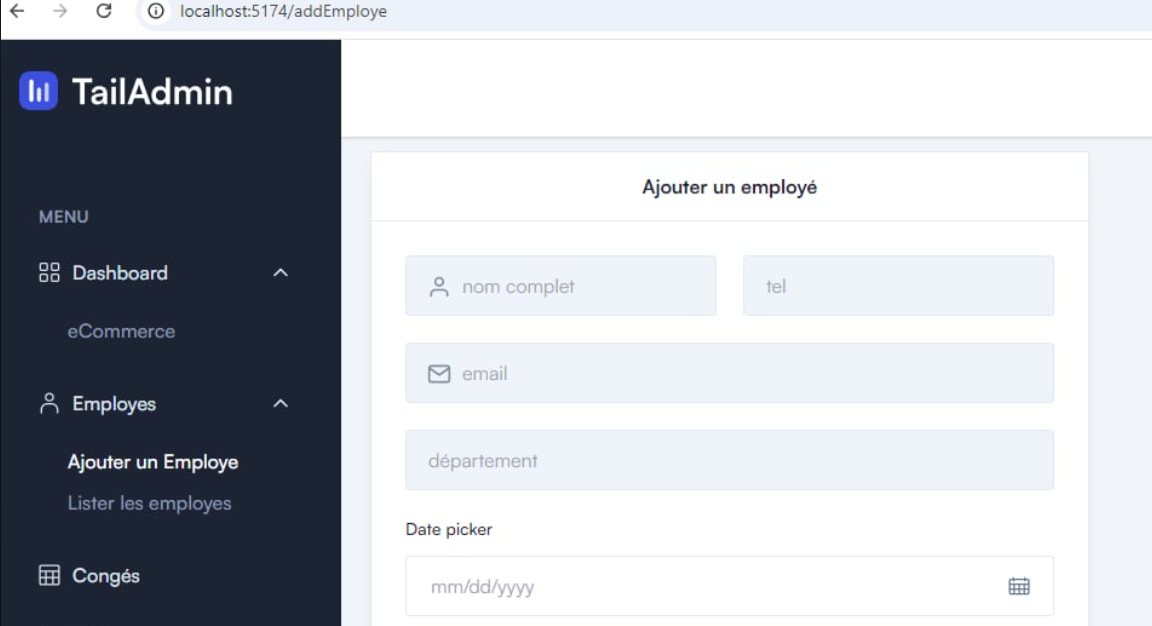 localhost:5174/addEmploye
TailAdmin
MENU
Dashboard
eCommerce
Employes
Ajouter un Employe
Lister les employes
Congés
Ajouter un employé
nom complet
tel
email
département
Date picker
mm/dd/yyyy